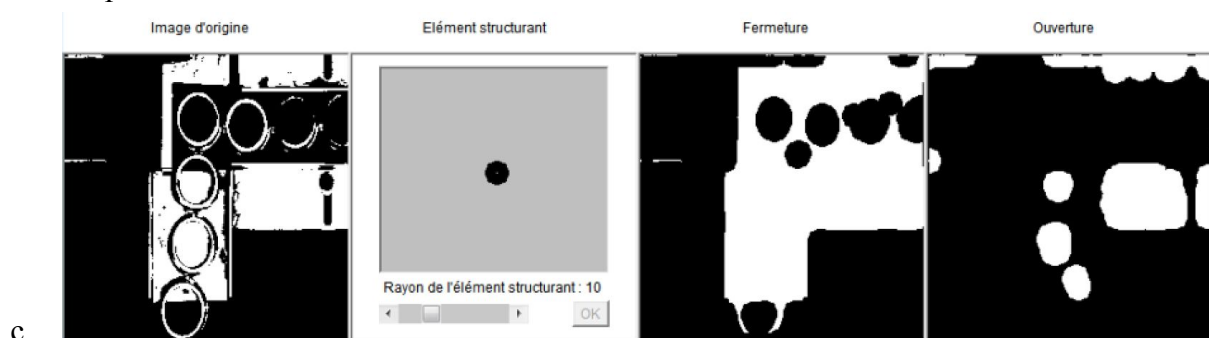 Image d'origine Elément structurant Fermeture Ouverture
Rayon de l'élément structurant : 10
OK
c